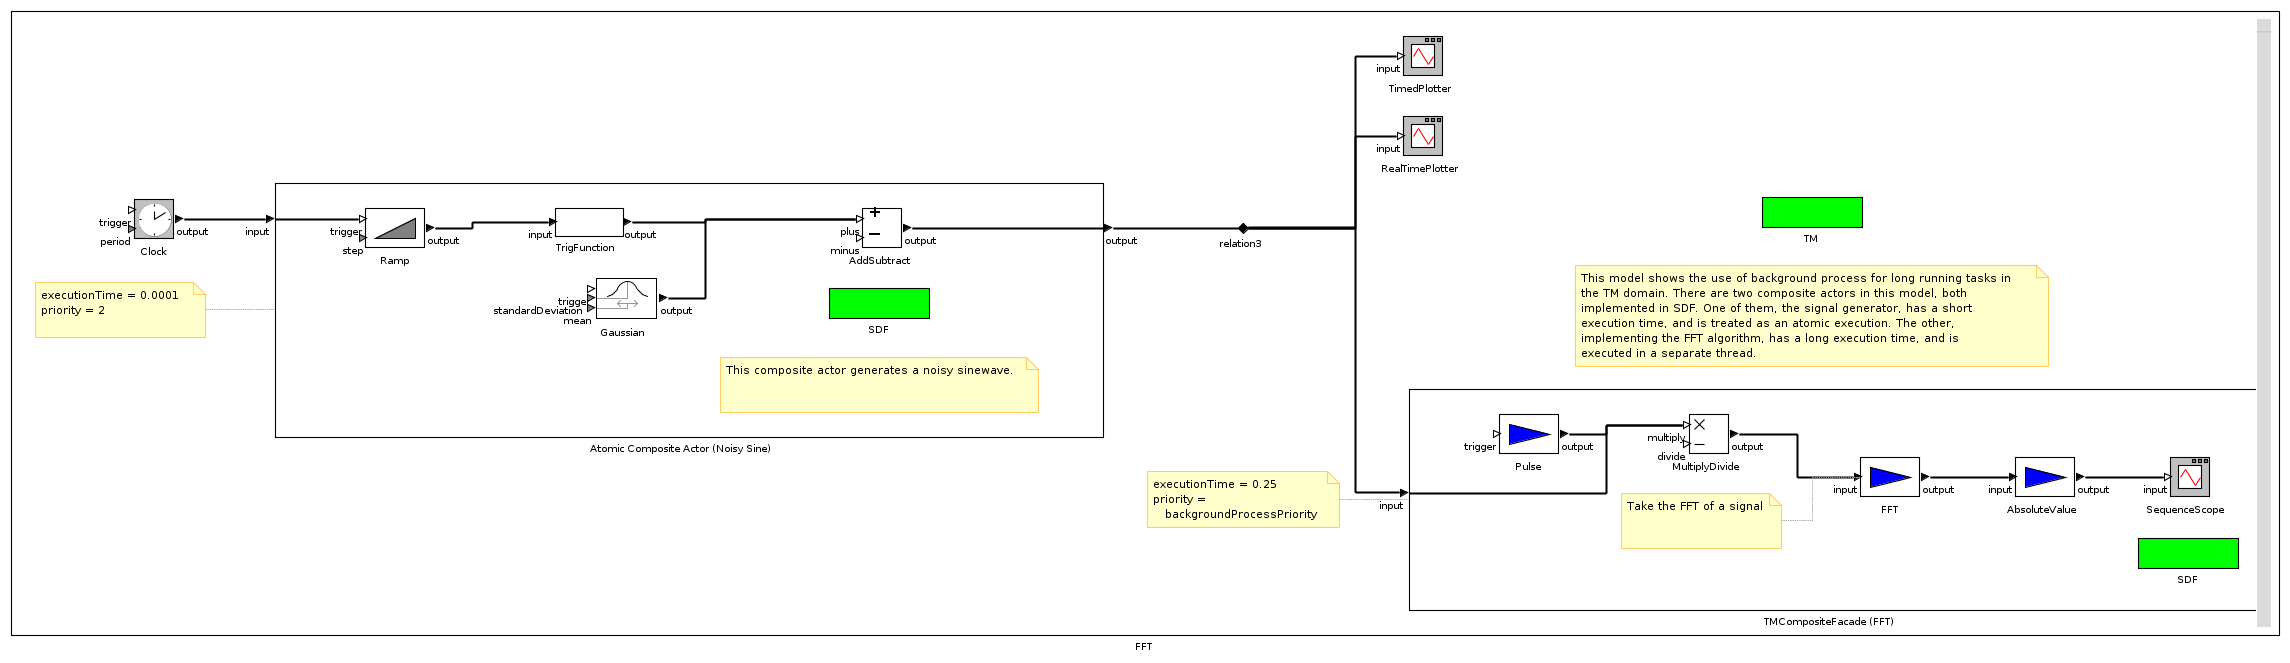 input
TimedPlotter
input
RealTimePlotter
trigger
period
output
Clock
input
trigger
step
output
Ramp
input
output
TrigFunction
plus
minus
output
AddSubtract
output
relation3
TM
executionTime = 0.0001
priority = 2
trigge
standardDeviation
mean
output
Gaussian
SDF
This composite actor generates a noisy sinewave.
Atomic Composite Actor (Noisy Sine)
This model shows the use of background process for long running tasks in
the TM domain. There are two composite actors in this model, both
implemented in SDF. One of them, the signal generator, has a short
execution time, and is treated as an atomic execution. The other,
implementing the FFT algorithm, has a long execution time, and is
executed in a separate thread.
executionTime = 0.25
priority =
backgroundProcessPriority
input
trigger
output
Pulse
multiply
divide
output
MultiplyDivide
Take the FFT of a signal
input
output
FFT
input
output
AbsoluteValue
input
SequenceScope
SDF
TMCompositeFacade (FFT)
FFT